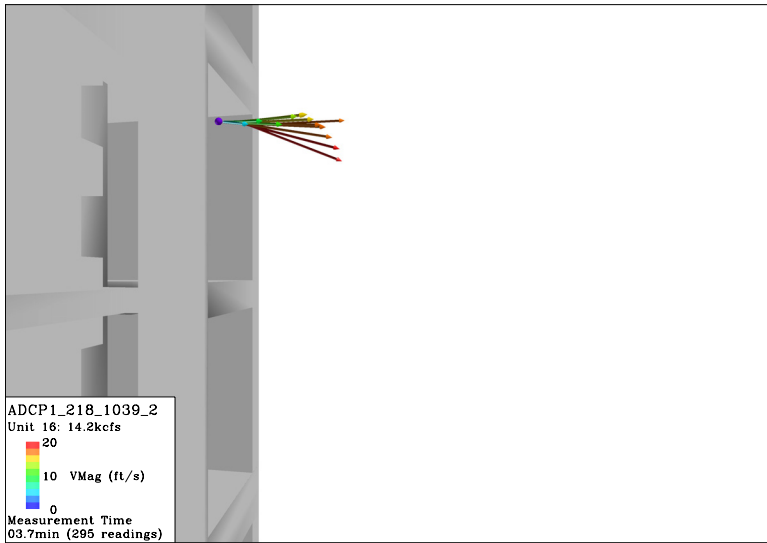 ADCP1_218_1039_2
Unit 16: 14.2kcfs
20
10 VMag (ft/s)
0
Measurement Time
03.7min (295 readings)